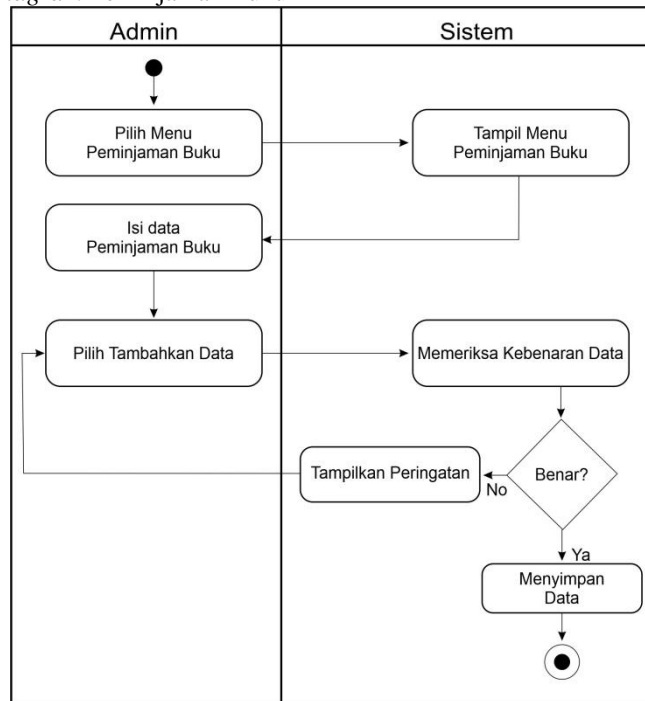 Admin
Sistem
Pilih Menu
Peminjaman Buku
Tampil Menu
Peminjaman Buku
Isi data
Peminjaman Buku
Pilih Tambahkan Data
Memeriksa Kebenaran Data
Benar?
No
Tampilkan Peringatan
Ya
Menyimpan
Data